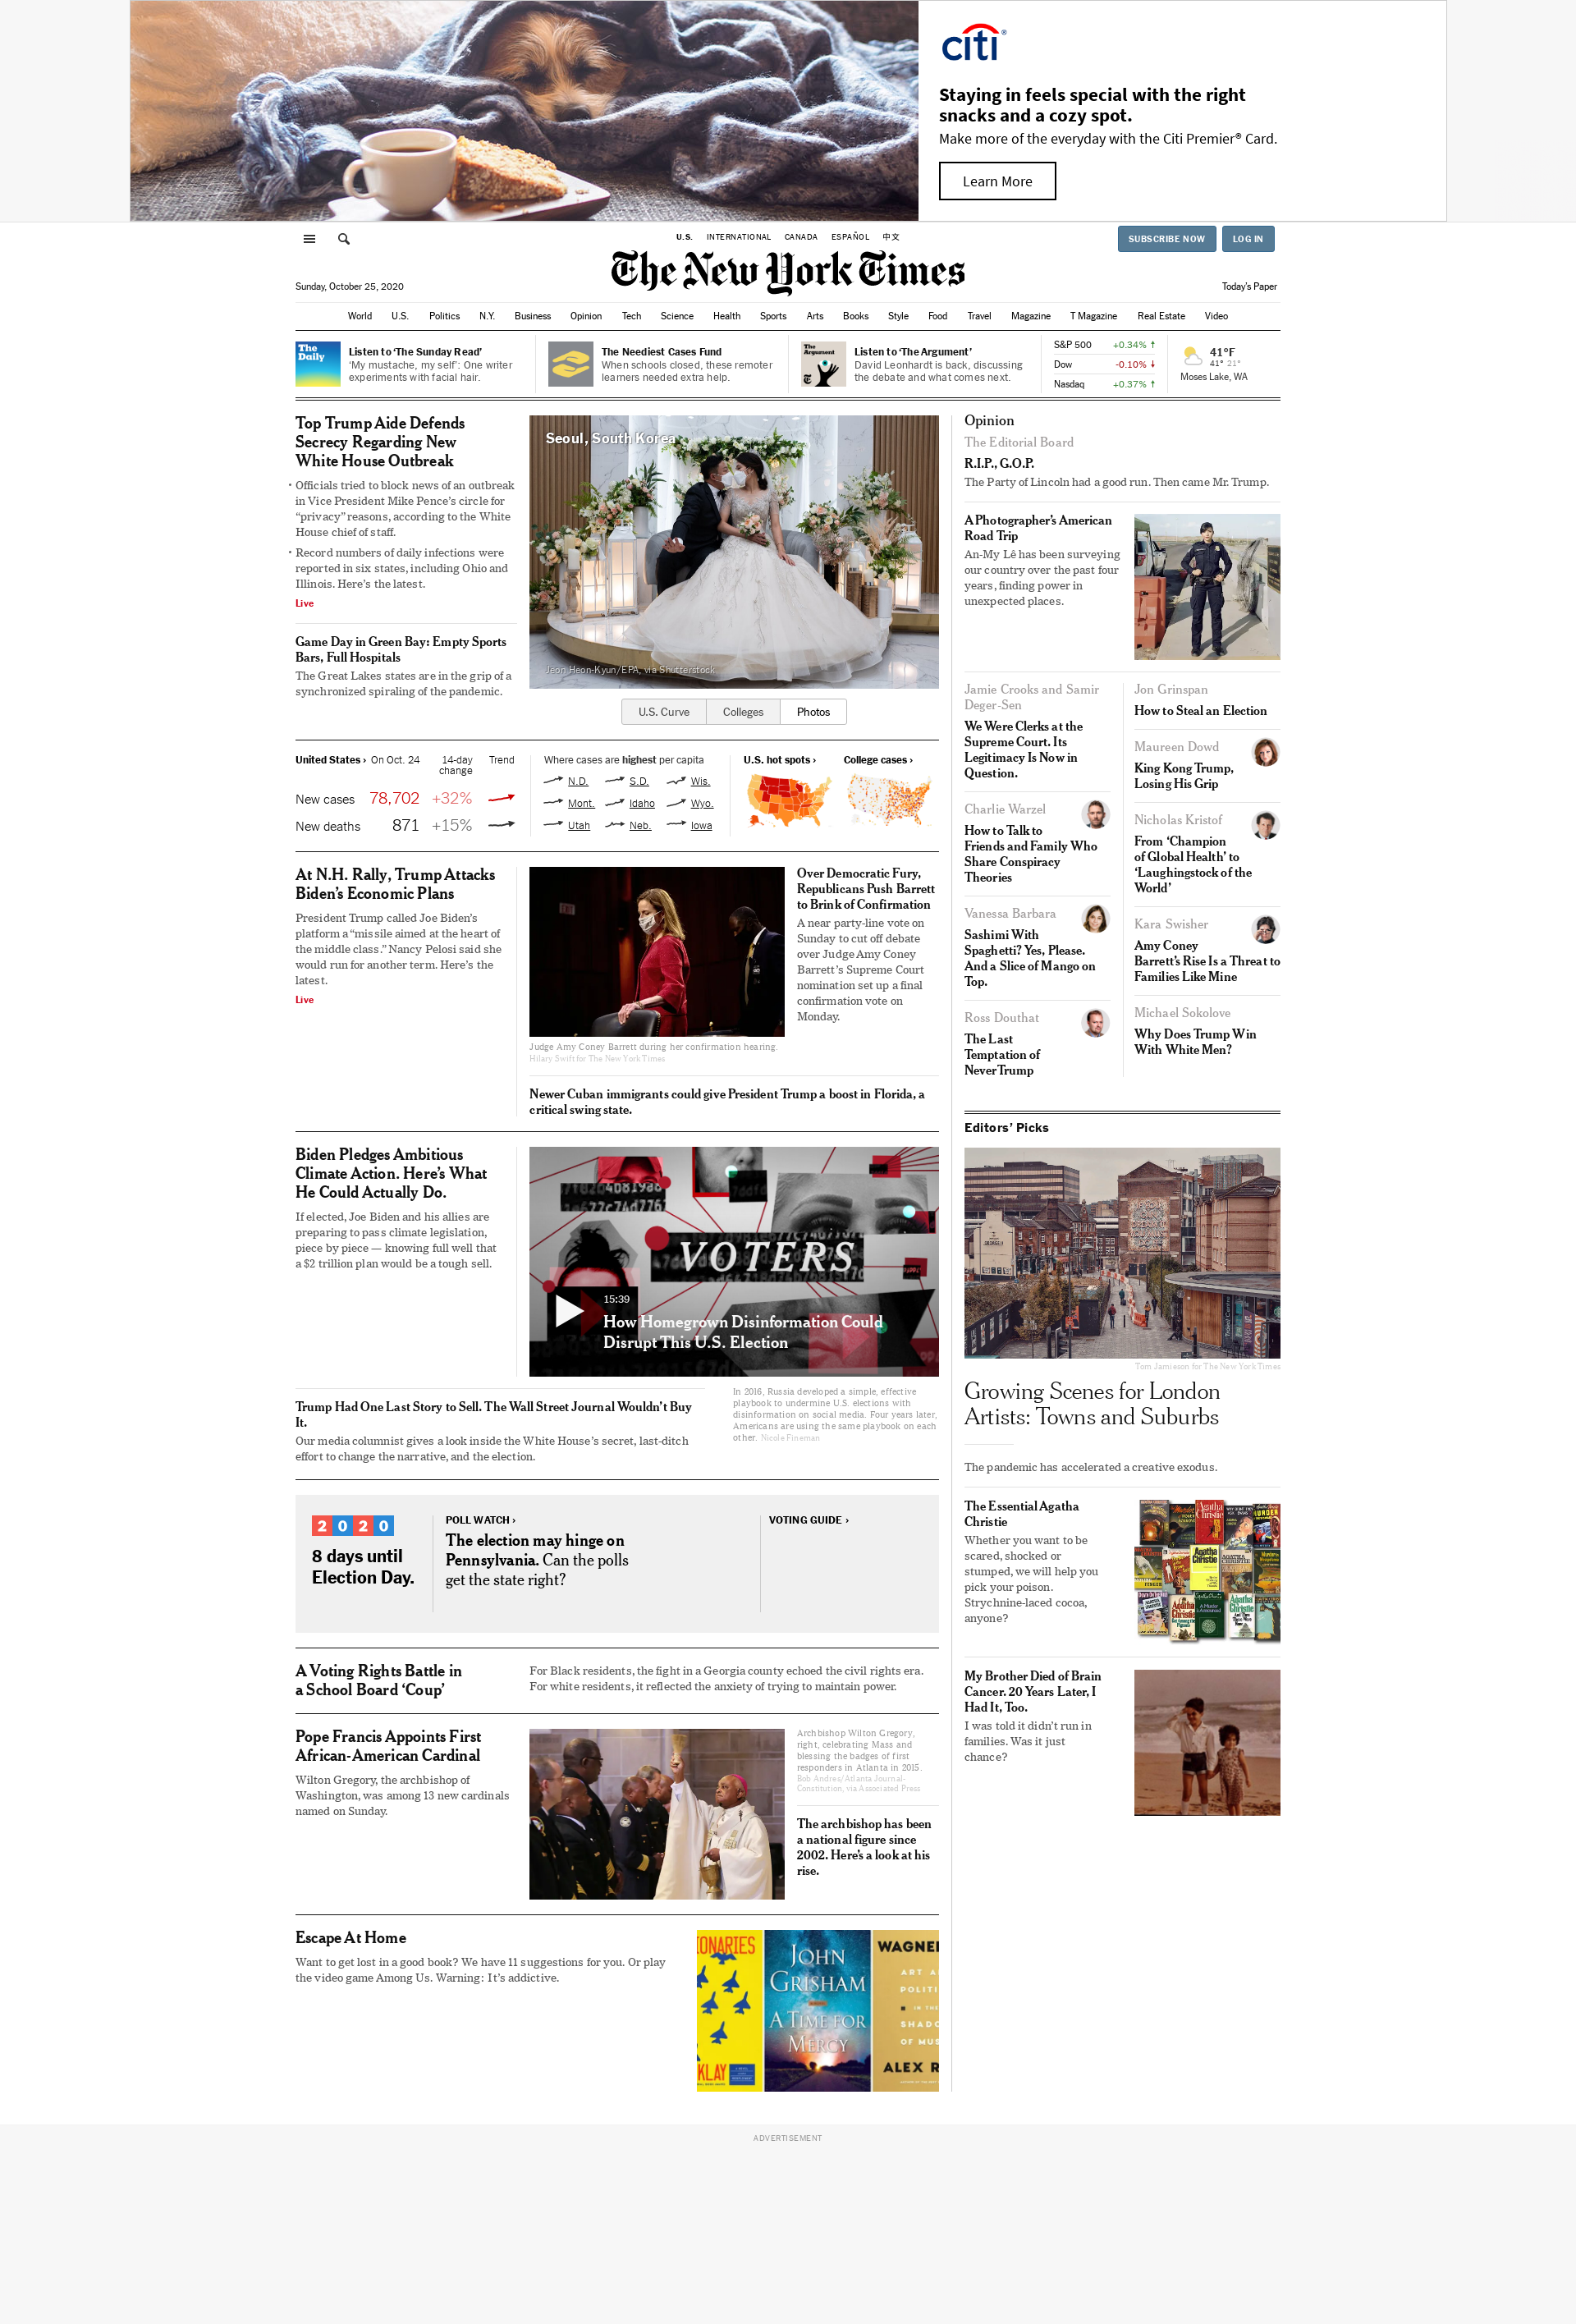 citi®
Staying in feels special with the right
snacks and a cozy spot.
Make more of the everyday with the Citi Premier® Card.
Learn More
U.S. INTERNATIONAL CANADA ESPAÑOL 中文
SUBSCRIBE NOW LOG IN
The New York Times
Sunday, October 25, 2020
Today's Paper
World U.S. Politics N.Y. Business Opinion Tech Science Health Sports Arts Books Style Food Travel Magazine T Magazine Real Estate Video
The
Daily
Listen to ‘The Sunday Read’
‘My mustache, my self’: One writer
experiments with facial hair.
The Neediest Cases Fund
When schools closed, these remoter
learners needed extra help.
The
Argument
Listen to ‘The Argument’
David Leonhardt is back, discussing
the debate and what comes next.
S&P 500 +0.34%
Dow -0.10%
Nasdaq +0.37%
41°F
41° 21°
Moses Lake, WA
Top Trump Aide Defends
Secrecy Regarding New
White House Outbreak
• Officials tried to block news of an outbreak
in Vice President Mike Pence’s circle for
“privacy” reasons, according to the White
House chief of staff.
• Record numbers of daily infections were
reported in six states, including Ohio and
Illinois. Here’s the latest.
Live
Game Day in Green Bay: Empty Sports
Bars, Full Hospitals
The Great Lakes states are in the grip of a
synchronized spiraling of the pandemic.
Seoul, South Korea
Jeon Heon-Kyun/EPA, via Shutterstock
U.S. Curve Colleges Photos
United States › On Oct. 24 14-day
change Trend
New cases 78,702 +32%
New deaths 871 +15%
Where cases are highest per capita
N.D. S.D. Wis.
Mont. Idaho Wyo.
Utah Neb. Iowa
U.S. hot spots ›
College cases ›
At N.H. Rally, Trump Attacks
Biden’s Economic Plans
President Trump called Joe Biden’s
platform a “missile aimed at the heart of
the middle class.” Nancy Pelosi said she
would run for another term. Here’s the
latest.
Live
Judge Amy Coney Barrett during her confirmation hearing.
Hilary Swift for The New York Times
Over Democratic Fury,
Republicans Push Barrett
to Brink of Confirmation
A near party-line vote on
Sunday to cut off debate
over Judge Amy Coney
Barrett’s Supreme Court
nomination set up a final
confirmation vote on
Monday.
Newer Cuban immigrants could give President Trump a boost in Florida, a
critical swing state.
Biden Pledges Ambitious
Climate Action. Here’s What
He Could Actually Do.
If elected, Joe Biden and his allies are
preparing to pass climate legislation,
piece by piece — knowing full well that
a $2 trillion plan would be a tough sell.
VOTERS
15:39
How Homegrown Disinformation Could
Disrupt This U.S. Election
In 2016, Russia developed a simple, effective
playbook to undermine U.S. elections with
disinformation on social media. Four years later,
Americans are using the same playbook on each
other. Nicole Fineman
Trump Had One Last Story to Sell. The Wall Street Journal Wouldn’t Buy
It.
Our media columnist gives a look inside the White House’s secret, last-ditch
effort to change the narrative, and the election.
2020
8 days until
Election Day.
POLL WATCH ›
The election may hinge on
Pennsylvania. Can the polls
get the state right?
VOTING GUIDE ›
A Voting Rights Battle in
a School Board ‘Coup’
For Black residents, the fight in a Georgia county echoed the civil rights era.
For white residents, it reflected the anxiety of trying to maintain power.
Pope Francis Appoints First
African-American Cardinal
Wilton Gregory, the archbishop of
Washington, was among 13 new cardinals
named on Sunday.
Archbishop Wilton Gregory,
right, celebrating Mass and
blessing the badges of first
responders in Atlanta in 2015.
Bob Andres/Atlanta Journal-
Constitution, via Associated Press
The archbishop has been
a national figure since
2002. Here’s a look at his
rise.
Escape At Home
Want to get lost in a good book? We have 11 suggestions for you. Or play
the video game Among Us. Warning: It’s addictive.
JOHN
GRISHAM
A TIME FOR
MERCY
Opinion
The Editorial Board
R.I.P., G.O.P.
The Party of Lincoln had a good run. Then came Mr. Trump.
A Photographer’s American
Road Trip
An-My Lê has been surveying
our country over the past four
years, finding power in
unexpected places.
Jamie Crooks and Samir
Deger-Sen
We Were Clerks at the
Supreme Court. Its
Legitimacy Is Now in
Question.
Charlie Warzel
How to Talk to
Friends and Family Who
Share Conspiracy
Theories
Vanessa Barbara
Sashimi With
Spaghetti? Yes, Please.
And a Slice of Mango on
Top.
Ross Douthat
The Last
Temptation of
NeverTrump
Jon Grinspan
How to Steal an Election
Maureen Dowd
King Kong Trump,
Losing His Grip
Nicholas Kristof
From ‘Champion
of Global Health’ to
‘Laughingstock of the
World’
Kara Swisher
Amy Coney
Barrett’s Rise Is a Threat to
Families Like Mine
Michael Sokolove
Why Does Trump Win
With White Men?
Editors’ Picks
Tom Jamieson for The New York Times
Growing Scenes for London
Artists: Towns and Suburbs
The pandemic has accelerated a creative exodus.
The Essential Agatha
Christie
Whether you want to be
scared, shocked or
stumped, we will help you
pick your poison.
Strychnine-laced cocoa,
anyone?
My Brother Died of Brain
Cancer. 20 Years Later, I
Had It, Too.
I was told it didn’t run in
families. Was it just
chance?
ADVERTISEMENT